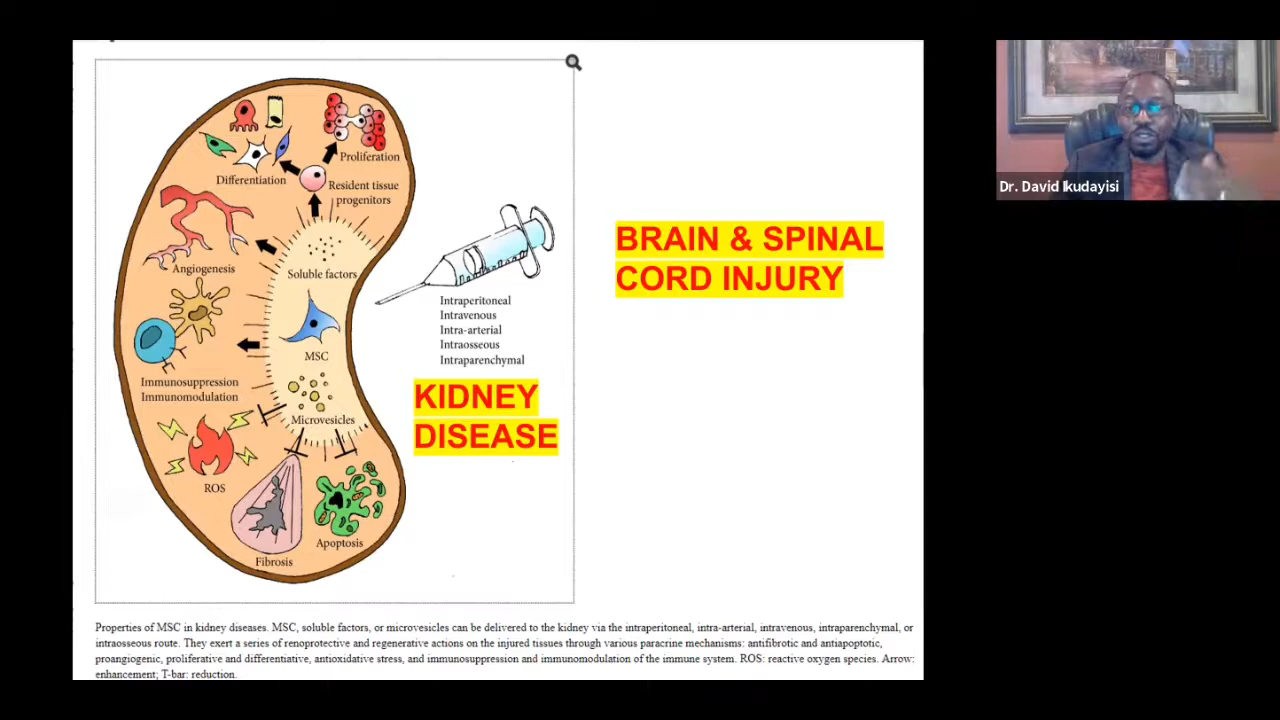 Proliferation
Differentiation
Resident tissue
progenitors
Angiogenesis
Soluble factors
Intraperitoneal
Intravenous
Intra-arterial
Intraosseous
Intraparenchymal
MSC
Immunosuppression
Immunomodulation
Microvesicles
ROS
Apoptosis
Fibrosis
KIDNEY
DISEASE
BRAIN & SPINAL
CORD INJURY
Dr. David Ikudayisi
Properties of MSC in kidney diseases. MSC, soluble factors, or microvesicles can be delivered to the kidney via the intraperitoneal, intra-arterial, intravenous, intraparenchymal, or
intraosseous route. They exert a series of renoprotective and regenerative actions on the injured tissues through various paracrine mechanisms: antifibrotic and antiapoptotic,
proangiogenic, proliferative and differentiative, antioxidative stress, and immunosuppression and immunomodulation of the immune system. ROS: reactive oxygen species. Arrow:
enhancement; T-bar: reduction.